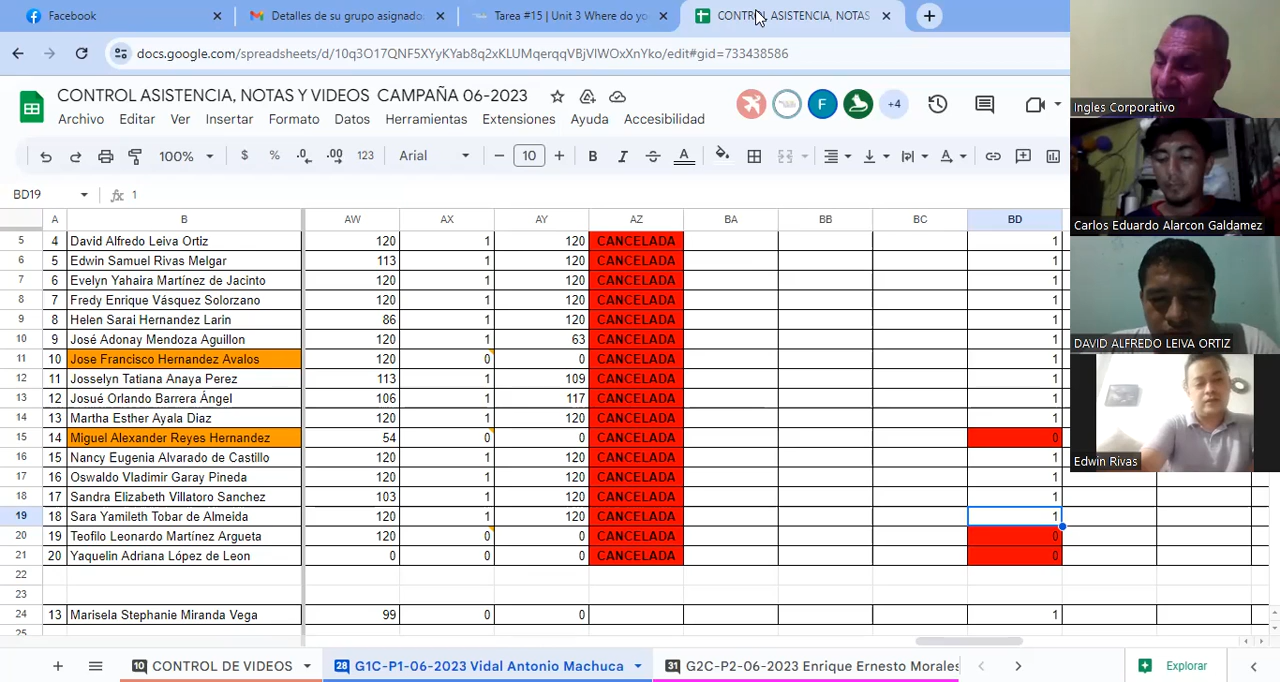 Facebook
Detalles de su grupo asignado:
Tarea #15 | Unit 3 Where do yo
CONTROL ASISTENCIA, NOTAS
docs.google.com/spreadsheets/d/10q3O17QNF5XYyKYab8q2xKLUMqerqqVBjVIWOxXnYko/edit#gid=733438586
CONTROL ASISTENCIA, NOTAS Y VIDEOS CAMPAÑA 06-2023
Archivo Editar Ver Insertar Formato Datos Herramientas Extensiones Ayuda Accesibilidad
F
+4
100% $ % .0 .00 123 Arial − 10 + B I A
BD19 fx 1
A B AW AX AY AZ BA BB BC BD
5 4 David Alfredo Leiva Ortiz 120 1 120 CANCELADA 1
6 5 Edwin Samuel Rivas Melgar 113 1 120 CANCELADA 1
7 6 Evelyn Yahaira Martínez de Jacinto 120 1 120 CANCELADA 1
8 7 Fredy Enrique Vásquez Solorzano 120 1 120 CANCELADA 1
9 8 Helen Sarai Hernandez Larin 86 1 120 CANCELADA 1
10 9 José Adonay Mendoza Aguillon 120 1 63 CANCELADA 1
11 10 Jose Francisco Hernandez Avalos 120 0 0 CANCELADA 1
12 11 Josselyn Tatiana Anaya Perez 113 1 109 CANCELADA 1
13 12 Josué Orlando Barrera Ángel 106 1 117 CANCELADA 1
14 13 Martha Esther Ayala Diaz 120 1 120 CANCELADA 1
15 14 Miguel Alexander Reyes Hernandez 54 0 0 CANCELADA 0
16 15 Nancy Eugenia Alvarado de Castillo 120 1 120 CANCELADA 1
17 16 Oswaldo Vladimir Garay Pineda 120 1 120 CANCELADA 1
18 17 Sandra Elizabeth Villatoro Sanchez 103 1 120 CANCELADA 1
19 18 Sara Yamileth Tobar de Almeida 120 1 120 CANCELADA 1
20 19 Teofilo Leonardo Martínez Argueta 120 0 0 CANCELADA 0
21 20 Yaquelin Adriana López de Leon 0 0 0 CANCELADA 0
22
23
24 13 Marisela Stephanie Miranda Vega 99 0 0 1
25
10 CONTROL DE VIDEOS
28 G1C-P1-06-2023 Vidal Antonio Machuca
31 G2C-P2-06-2023 Enrique Ernesto Morales
Explorar
Ingles Corporativo
Carlos Eduardo Alarcon Galdamez
DAVID ALFREDO LEIVA ORTIZ
Edwin Rivas